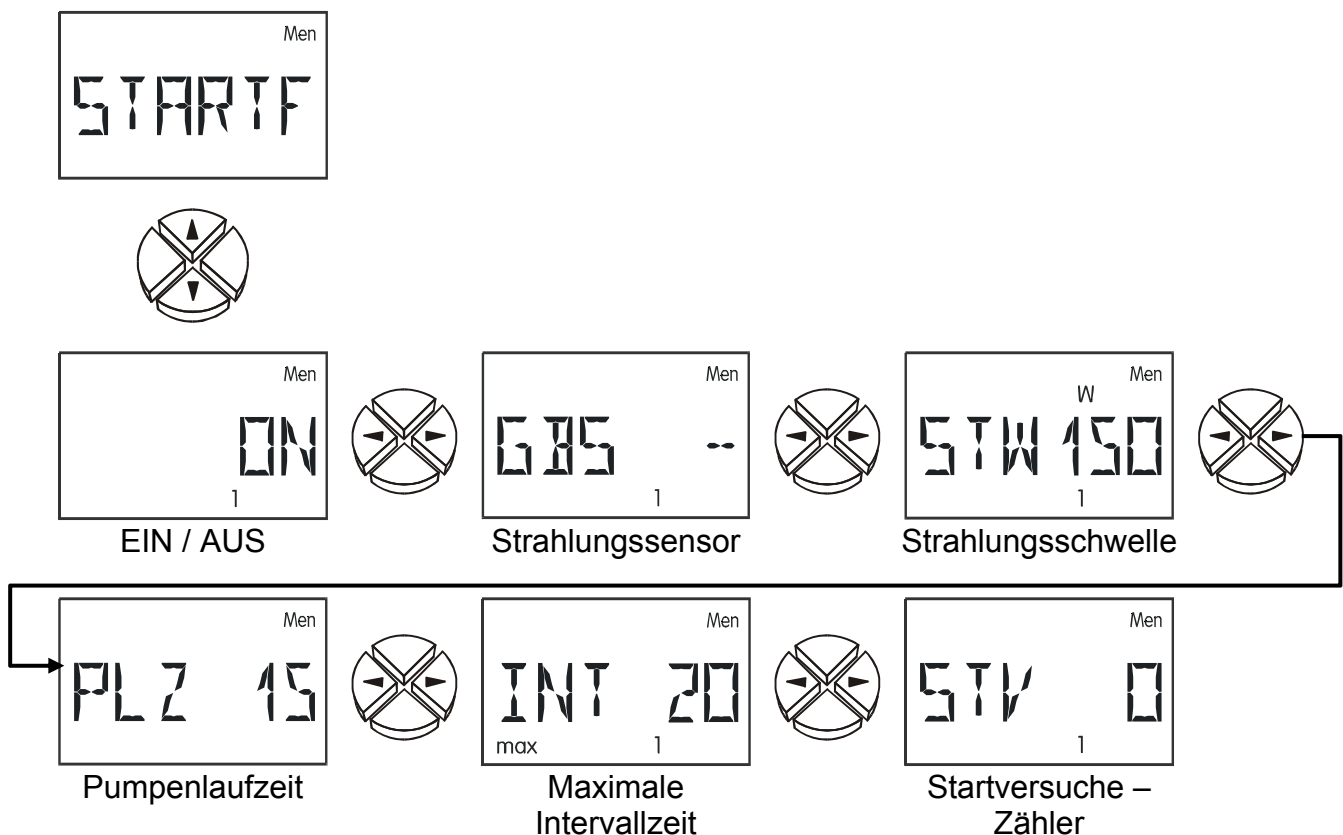 Men
STARTF
Men
ON
1
EIN / AUS
Men
GBS --
1
Strahlungssensor
Men
W
STW 150
1
Strahlungsschwelle
Men
PLZ 15
Pumpenlaufzeit
Men
INT 20
max 1
Maximale
Intervallzeit
Men
STV 0
1
Startversuche –
Zähler